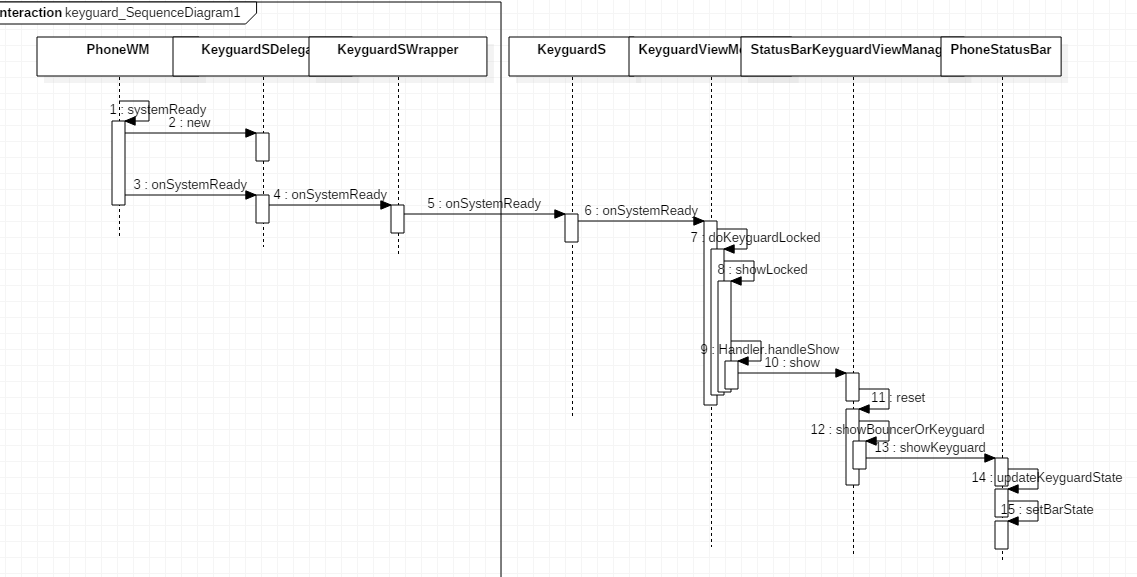 nteraction keyguard_SequenceDiagram1
PhoneWM
KeyguardSDelega
KeyguardSWrapper
KeyguardS
KeyguardViewM
StatusBarKeyguardViewManag
PhoneStatusBar
1 : systemReady
2 : new
3 : onSystemReady
4 : onSystemReady
5 : onSystemReady
6 : onSystemReady
7 : doKeyguardLocked
8 : showLocked
9 : Handler.handleShow
10 : show
11 : reset
12 : showBouncerOrKeyguard
13 : showKeyguard
14 : updateKeyguardState
15 : setBarState